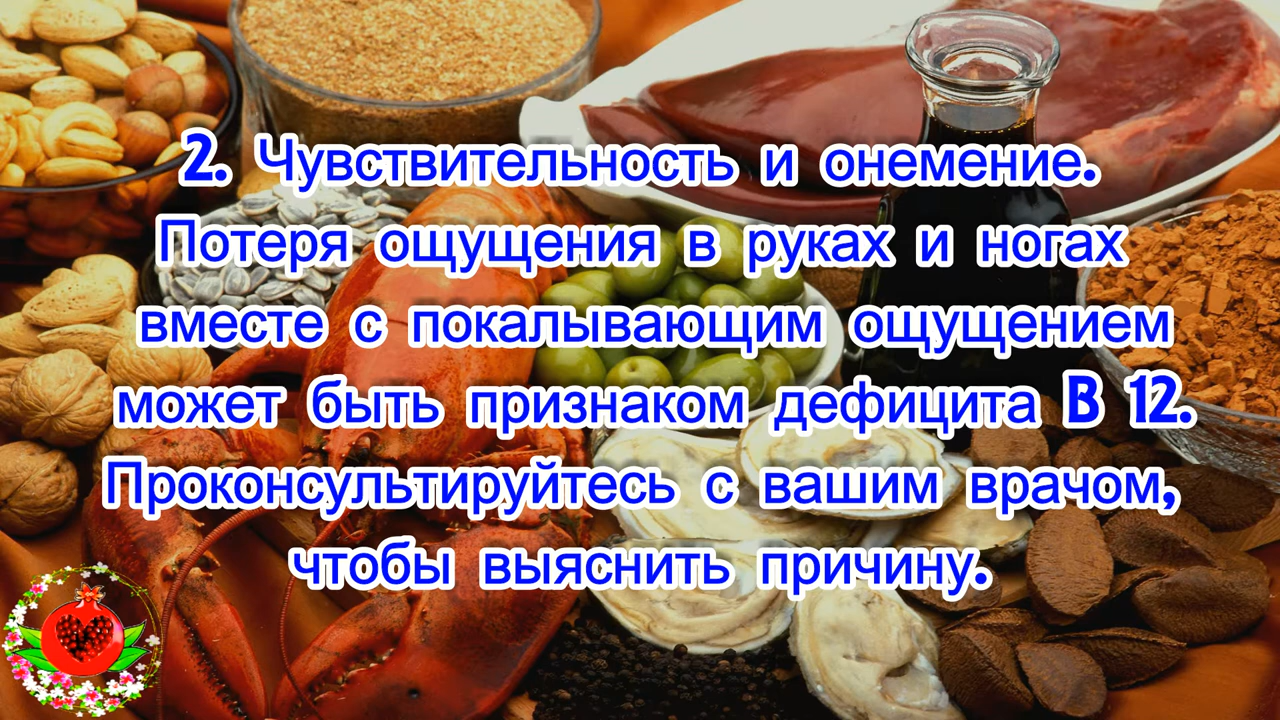 2. Чувствительность и онемение.
Потеря ощущения в руках и ногах
вместе с покалывающим ощущением
может быть признаком дефицита B 12.
Проконсультируйтесь с вашим врачом,
чтобы выяснить причину.